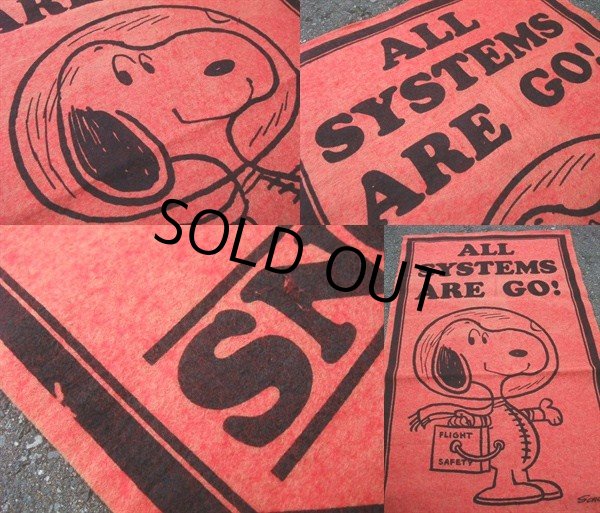 ALL
SYSTEMS
ARE GO!
SOLD OUT
ALL
SYSTEMS
ARE GO!
FLIGHT
SAFETY